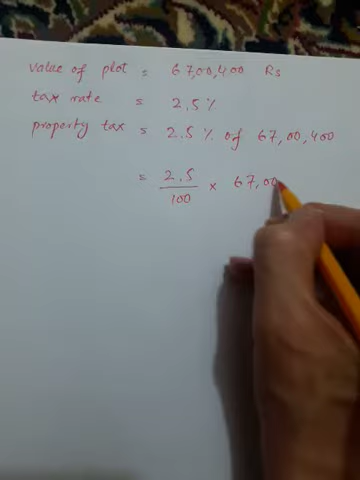 value of plot = 67,00,400 Rs
tax rate = 2.5%
property tax = 2.5% of 67,00,400
= 2.5/100 × 67,00